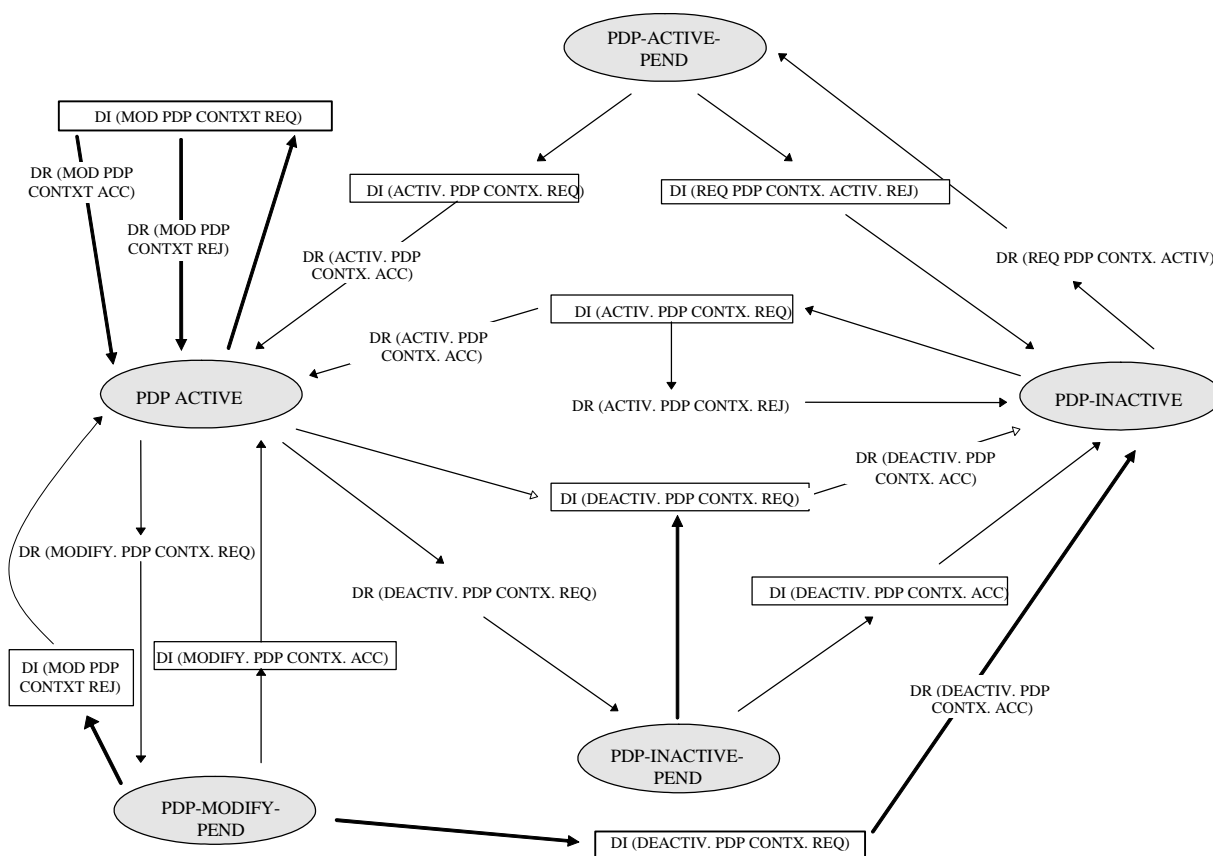 PDP-ACTIVE-
PEND
DI (MOD PDP CONTXT REQ)
DR (MOD PDP
CONTXT ACC)
DI (ACTIV. PDP CONTX. REQ)
DI (REQ PDP CONTX. ACTIV. REJ)
DR (MOD PDP
CONTXT REJ)
DR (ACTIV. PDP
CONTX. ACC)
DR (REQ PDP CONTX. ACTIV)
DI (ACTIV. PDP CONTX. REQ)
DR (ACTIV. PDP
CONTX. ACC)
PDP ACTIVE
DR (ACTIV. PDP CONTX. REJ)
PDP-INACTIVE
DR (DEACTIV. PDP
CONTX. ACC)
DI (DEACTIV. PDP CONTX. REQ)
DR (MODIFY. PDP CONTX. REQ)
DR (DEACTIV. PDP CONTX. REQ)
DI (DEACTIV. PDP CONTX. ACC)
DI (MOD PDP
CONTXT REJ)
DI (MODIFY. PDP CONTX. ACC)
DR (DEACTIV. PDP
CONTX. ACC)
PDP-INACTIVE-
PEND
PDP-MODIFY-
PEND
DI (DEACTIV. PDP CONTX. REQ)